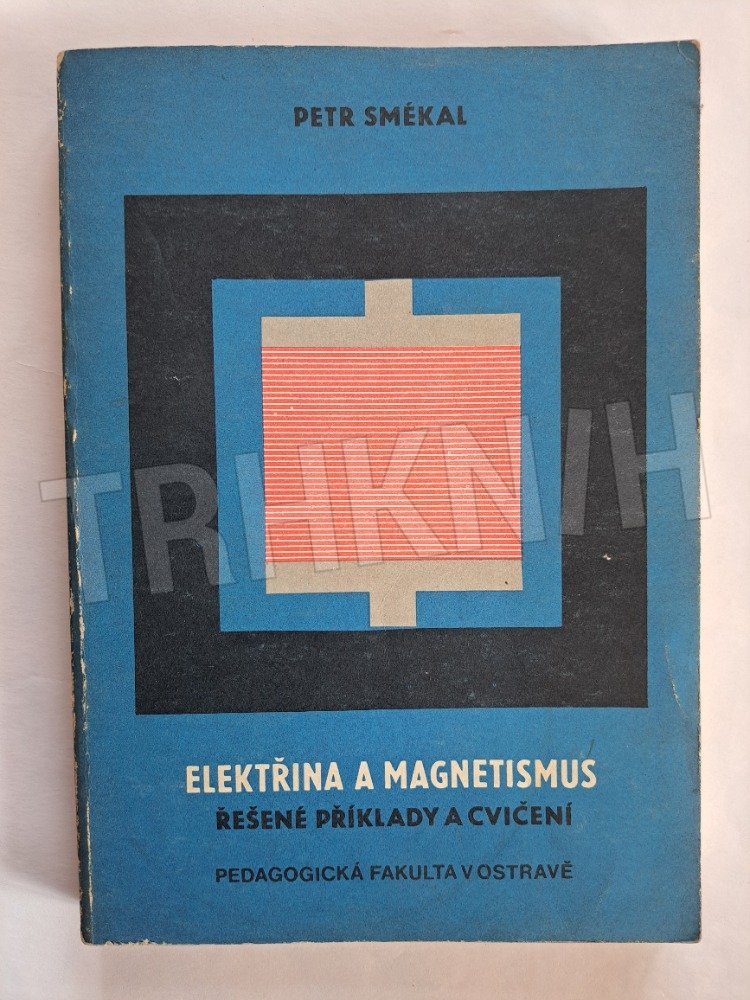 PETR SMÉKAL
TRHKNIH
ELEKTŘINA A MAGNETISMUS
ŘEŠENÉ PŘÍKLADY A CVIČENÍ
PEDAGOGICKÁ FAKULTA V OSTRAVĚ